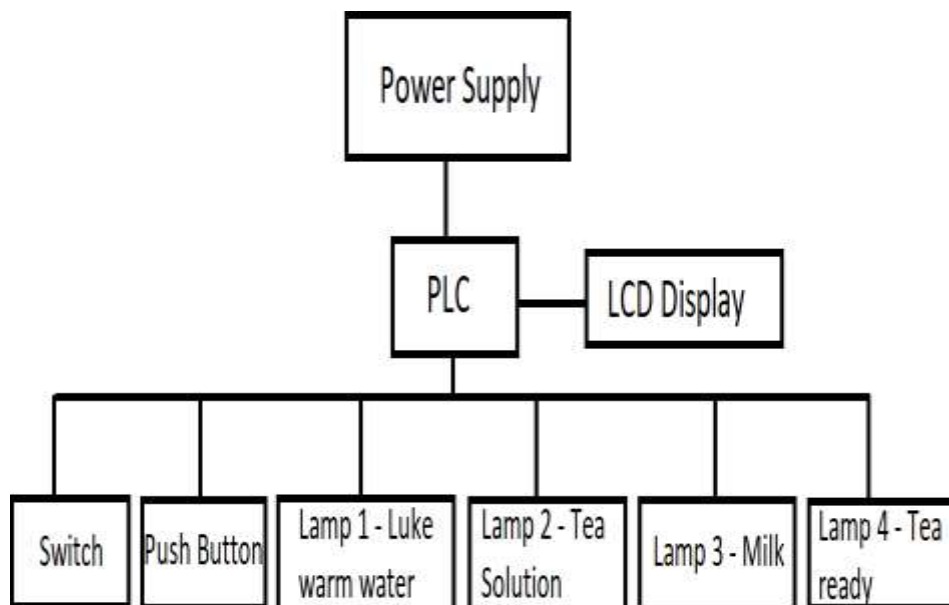 Power Supply
PLC
LCD Display
Switch
Push Button
Lamp 1 - Luke
warm water
Lamp 2 - Tea
Solution
Lamp 3 - Milk
Lamp 4 - Tea
ready